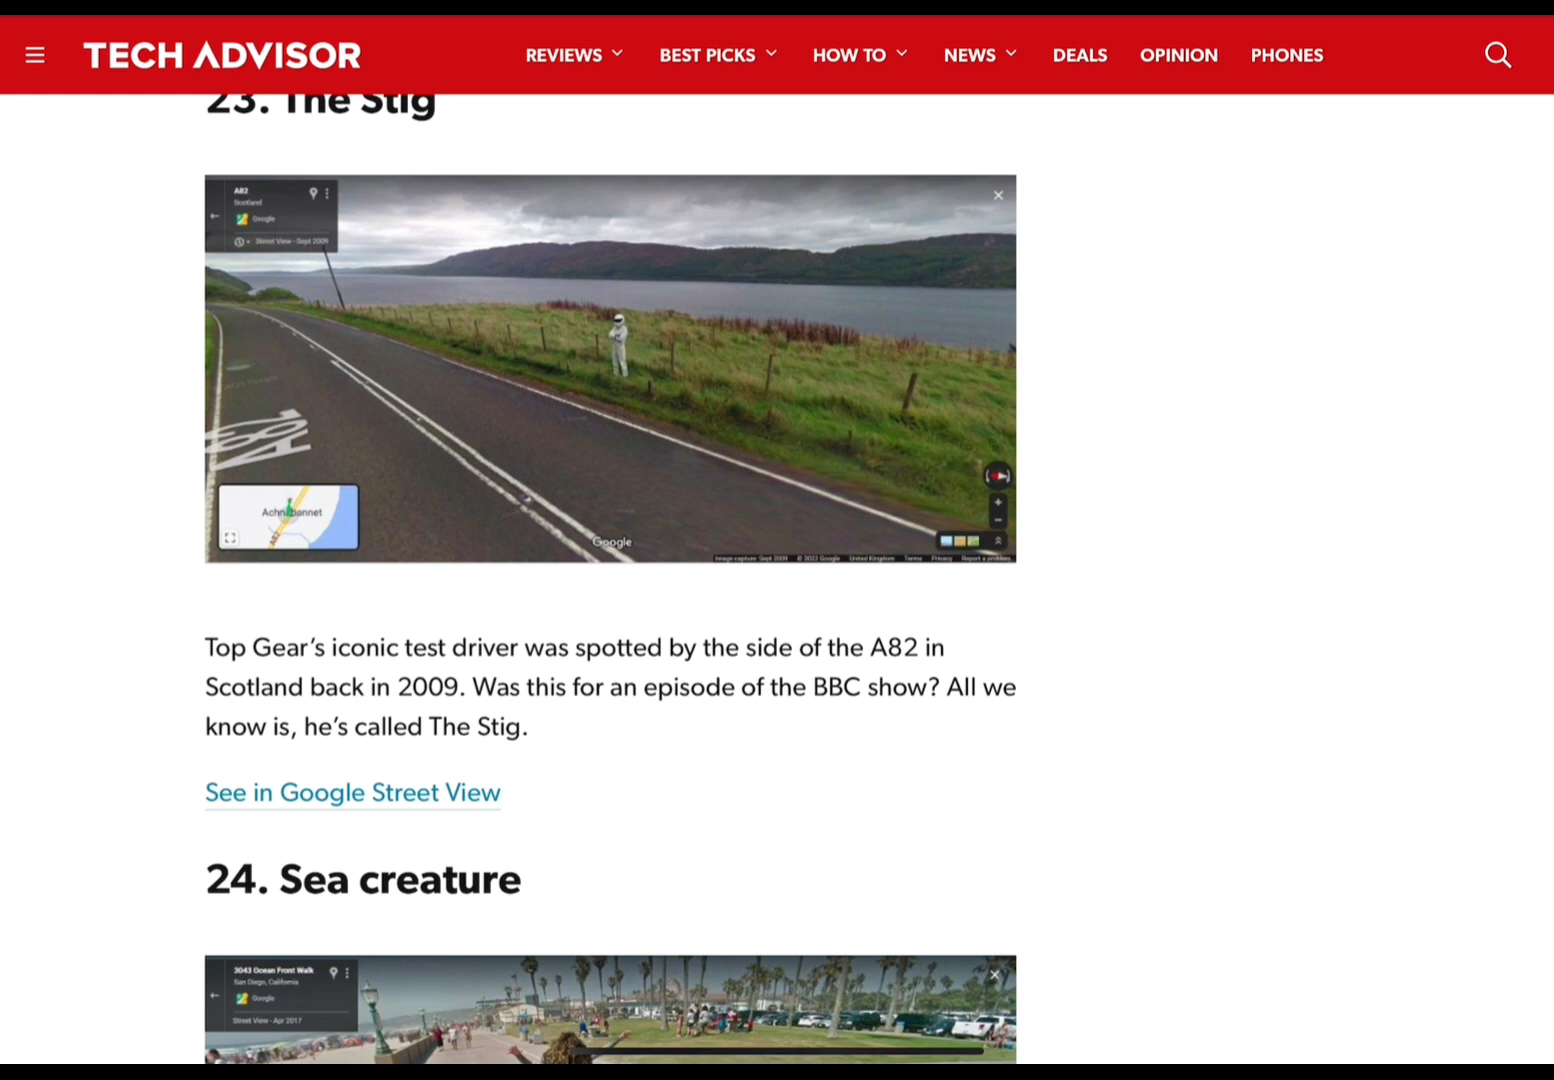 TECH ADVISOR
REVIEWS
BEST PICKS
HOW TO
NEWS
DEALS
OPINION
PHONES
23. The Stig
A82
Scotland
Google
Street View - Sept 2009
A82
Achnabannet
A82
Google
Image capture: Sept 2009 © 2023 Google United Kingdom Terms Privacy Report a problem
Top Gear’s iconic test driver was spotted by the side of the A82 in
Scotland back in 2009. Was this for an episode of the BBC show? All we
know is, he’s called The Stig.
See in Google Street View
24. Sea creature
3043 Ocean Front Walk
San Diego, California
Google
Street View - Apr 2017